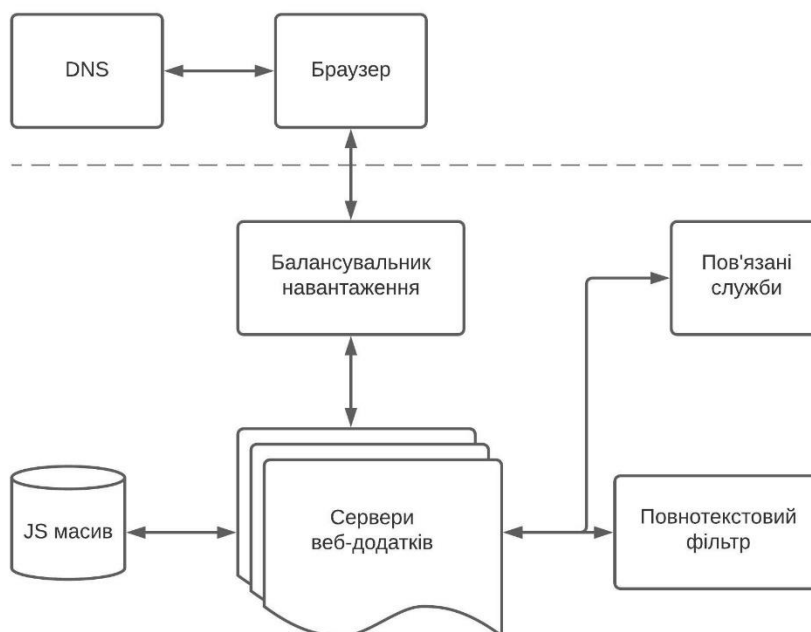 DNS
Браузер
Балансувальник
навантаження
Пов'язані
служби
JS масив
Сервери
веб-додатків
Повнотекстовий
фільтр